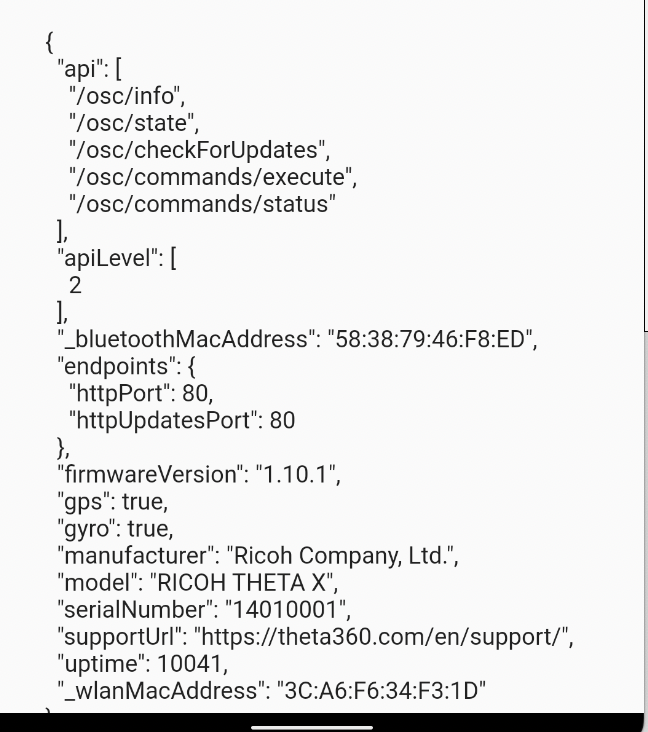 {
"api": [
"/osc/info",
"/osc/state",
"/osc/checkForUpdates",
"/osc/commands/execute",
"/osc/commands/status"
],
"apiLevel": [
2
],
"_bluetoothMacAddress": "58:38:79:46:F8:ED",
"endpoints": {
"httpPort": 80,
"httpUpdatesPort": 80
},
"firmwareVersion": "1.10.1",
"gps": true,
"gyro": true,
"manufacturer": "Ricoh Company, Ltd.",
"model": "RICOH THETA X",
"serialNumber": "14010001",
"supportUrl": "https://theta360.com/en/support/",
"uptime": 10041,
"_wlanMacAddress": "3C:A6:F6:34:F3:1D"